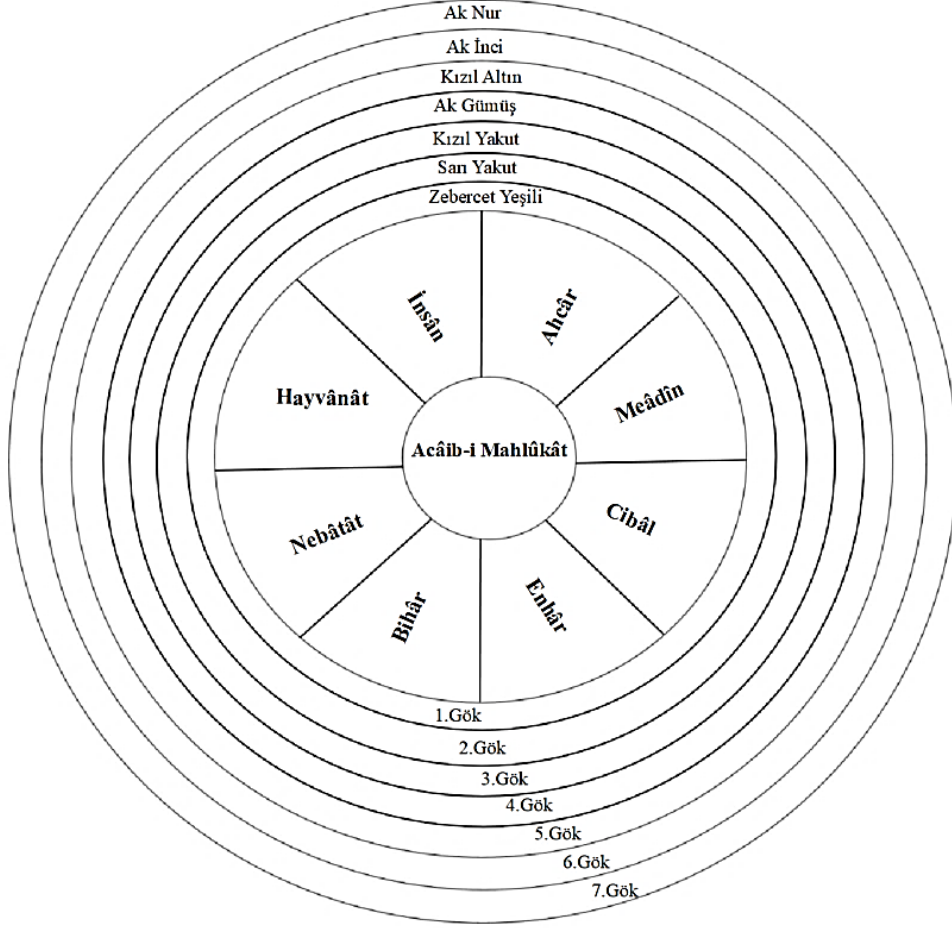 Ak Nur
Ak İnci
Kızıl Altın
Ak Gümüş
Kızıl Yakut
Sarı Yakut
Zebercet Yeşili
İnsân
Ahcâr
Hayvânât
Meâdîn
Acâib-i Mahlûkât
Nebâtât
Cibâl
Bihâr
Enhâr
1.Gök
2.Gök
3.Gök
4.Gök
5.Gök
6.Gök
7.Gök